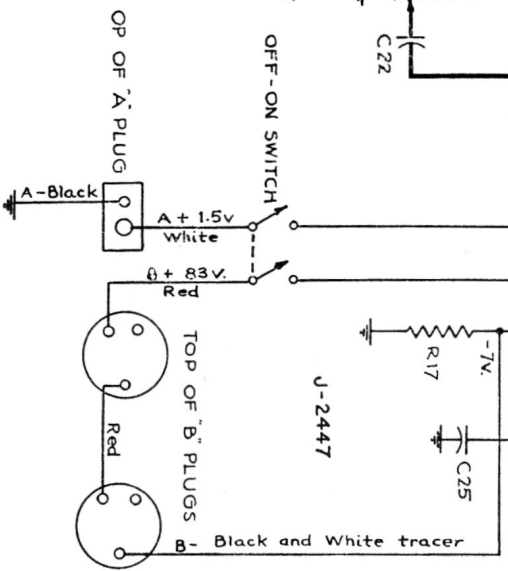 C22
OP OF "A" PLUG
OFF-ON SWITCH
A-Black
A+ 1.5v
White
B+ 83v.
Red
-7v.
R17
J-2447
TOP OF "B" PLUGS
C25
Red
B- Black and White tracer